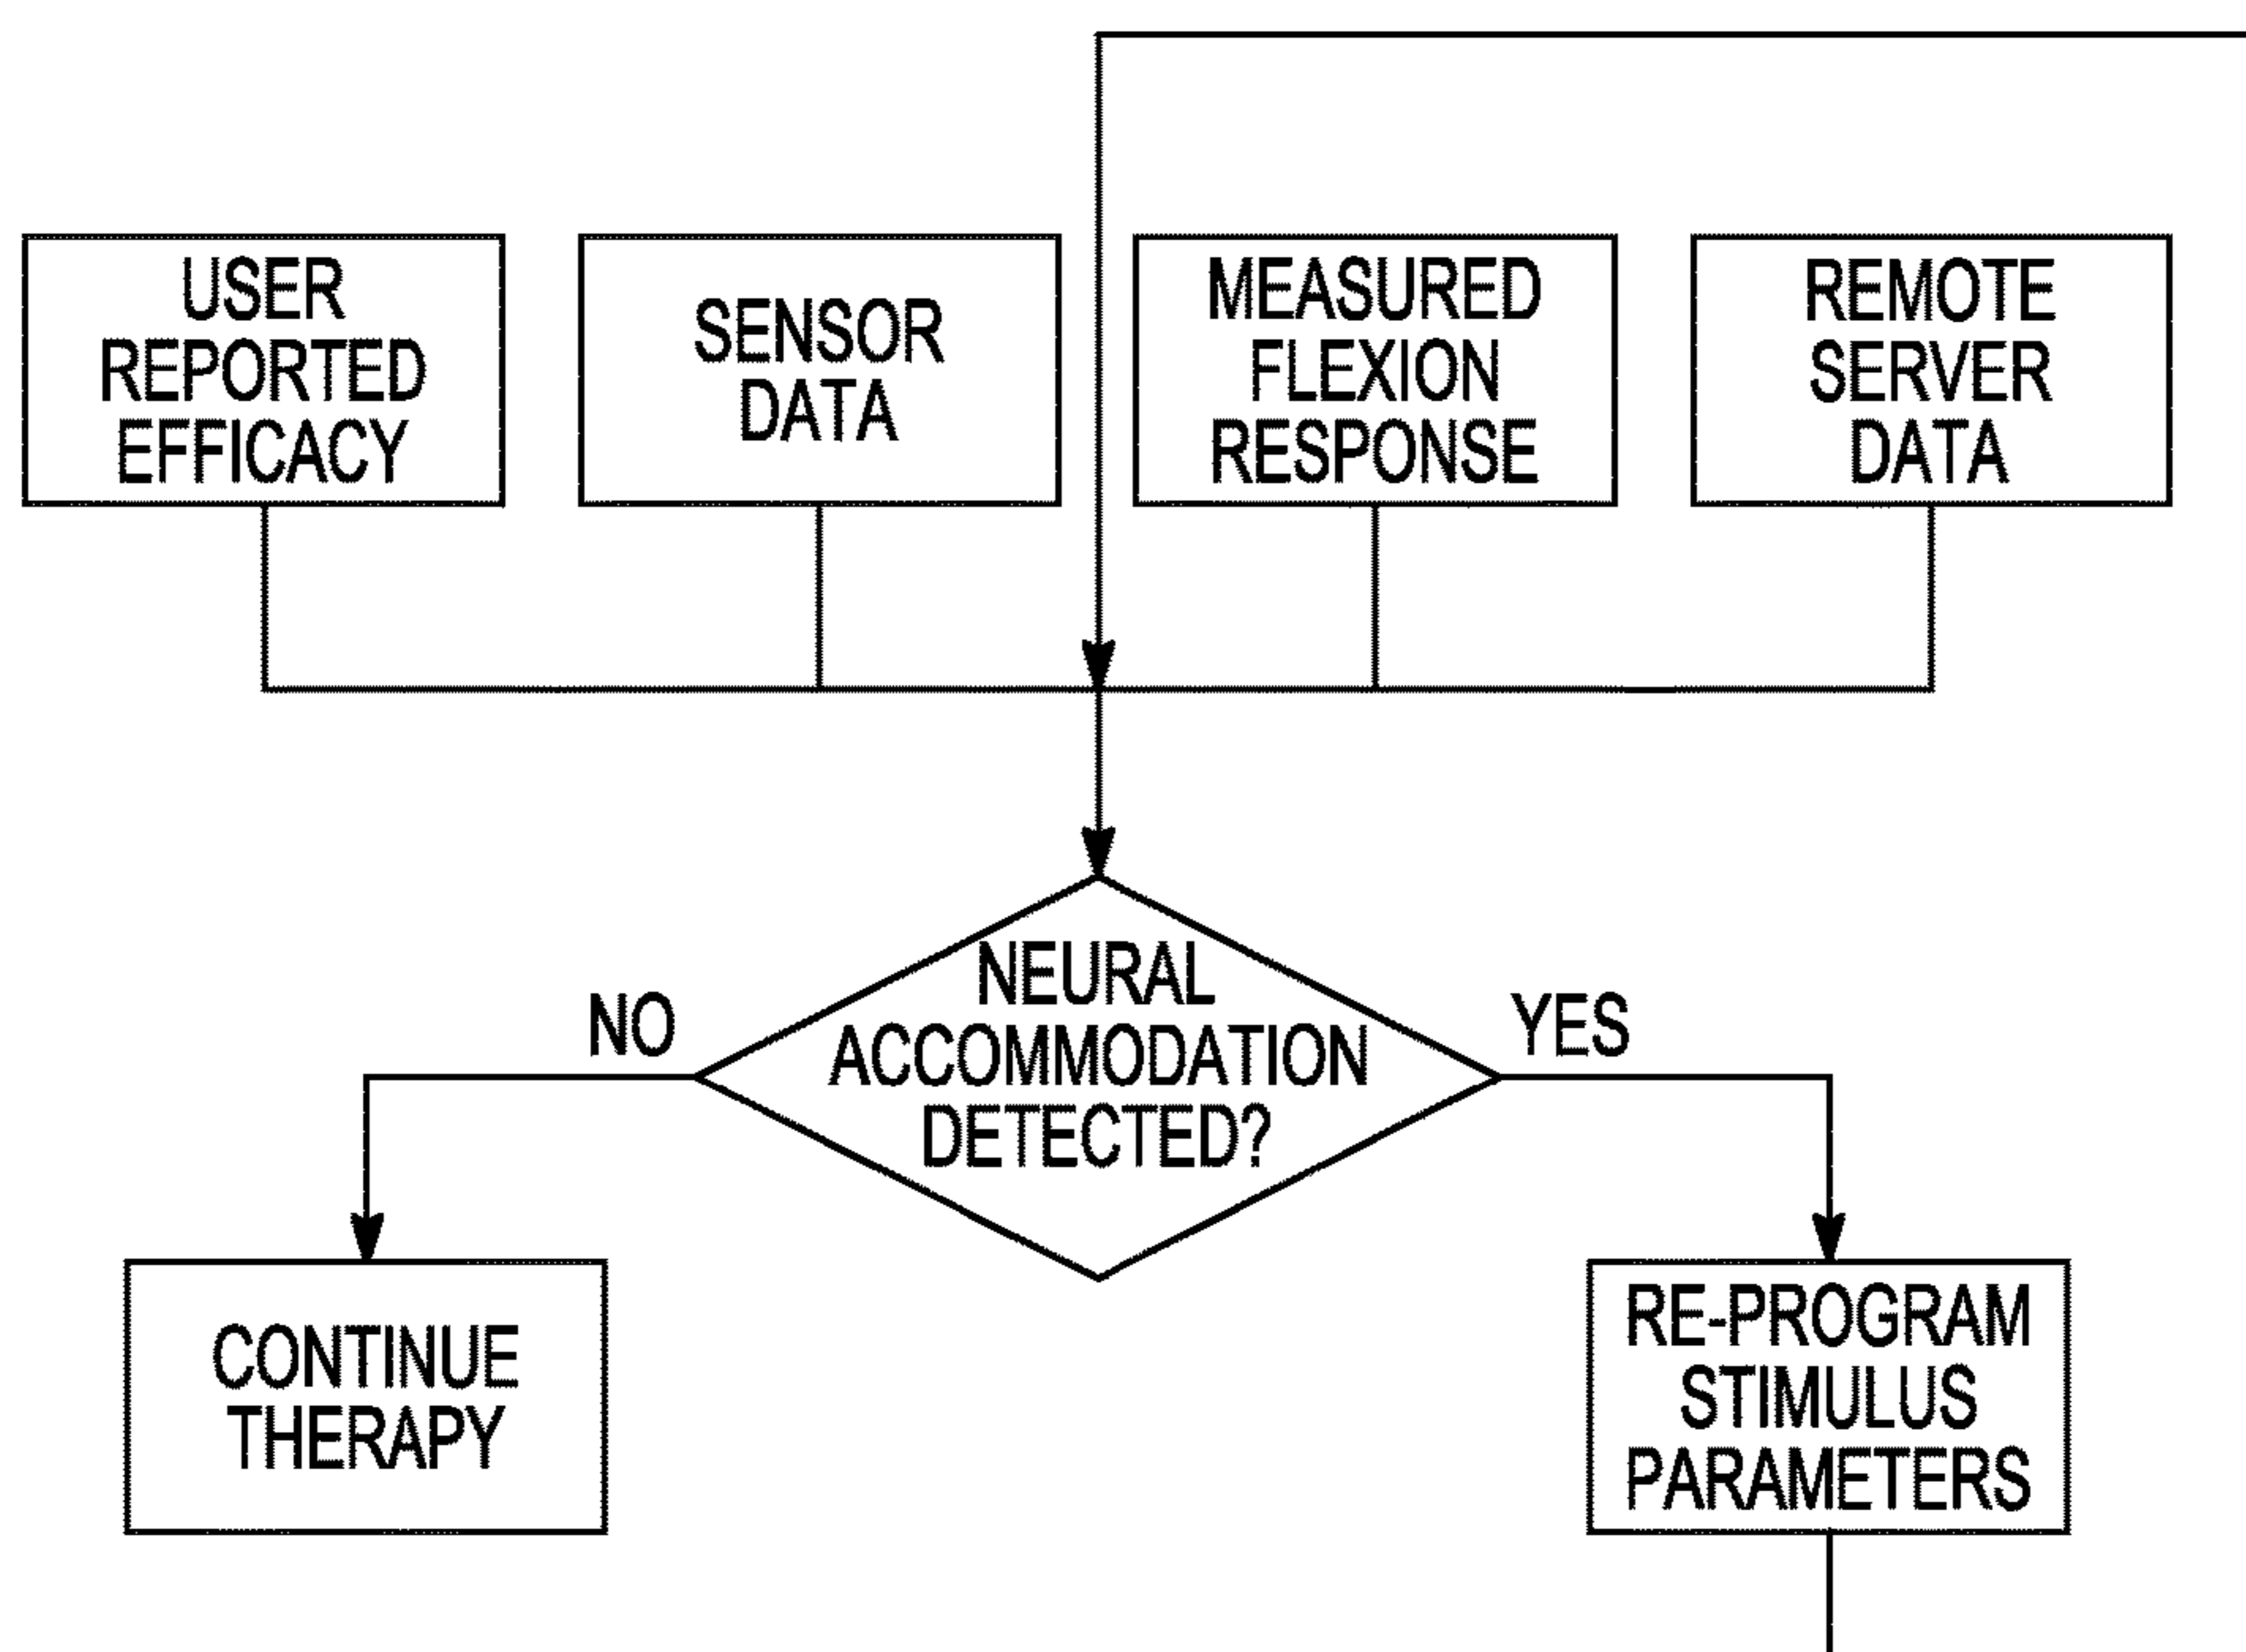 USER
REPORTED
EFFICACY
SENSOR
DATA
MEASURED
FLEXION
RESPONSE
REMOTE
SERVER
DATA
NEURAL
ACCOMMODATION
DETECTED?
NO
YES
CONTINUE
THERAPY
RE-PROGRAM
STIMULUS
PARAMETERS